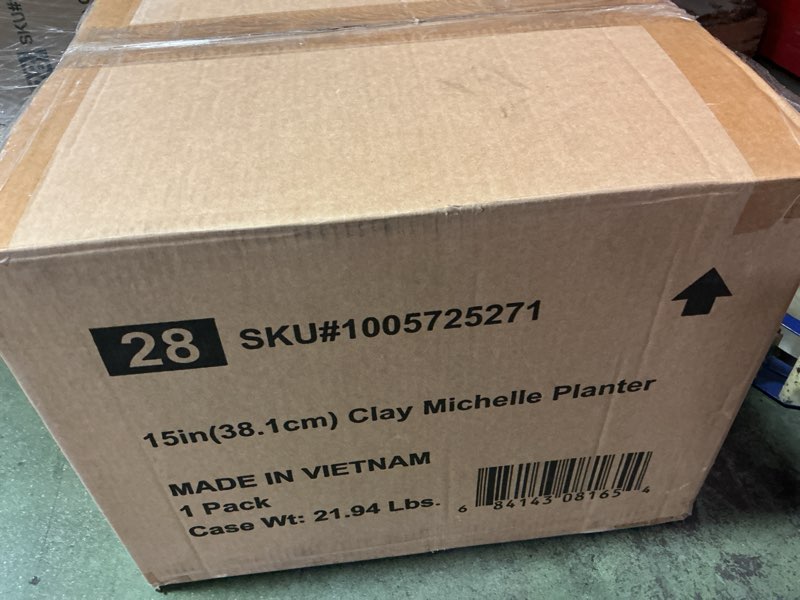 28 SKU#1005725271
15in(38.1cm) Clay Michelle Planter
MADE IN VIETNAM
1 Pack
Case Wt: 21.94 Lbs.
6 84143 08165 4
SKU#